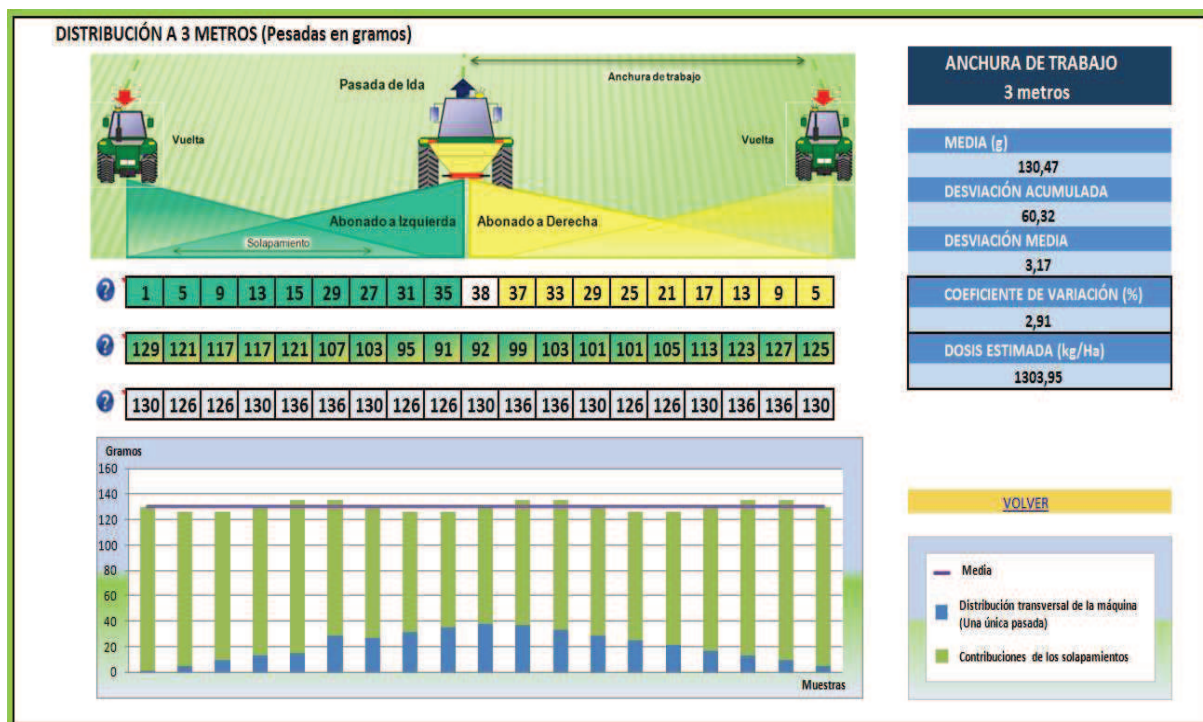 DISTRIBUCIÓN A 3 METROS (Pesadas en gramos)
Pasada de Ida
Anchura de trabajo
Vuelta
Vuelta
Abonado a Izquierda
Abonado a Derecha
Solapamiento
? 1 5 9 13 15 29 27 31 35 38 37 33 29 25 21 17 13 9 5
? 129 121 117 117 121 107 103 95 91 92 99 103 101 101 105 113 123 127 125
? 130 126 126 130 136 136 130 126 126 130 136 136 130 126 126 130 136 136 130
Gramos
160
140
120
100
80
60
40
20
0
Muestras
ANCHURA DE TRABAJO
3 metros
MEDIA (g)
130,47
DESVIACIÓN ACUMULADA
60,32
DESVIACIÓN MEDIA
3,17
COEFICIENTE DE VARIACIÓN (%)
2,91
DOSIS ESTIMADA (kg/Ha)
1303,95
VOLVER
Media
Distribución transversal de la máquina
(Una única pasada)
Contribuciones de los solapamientos